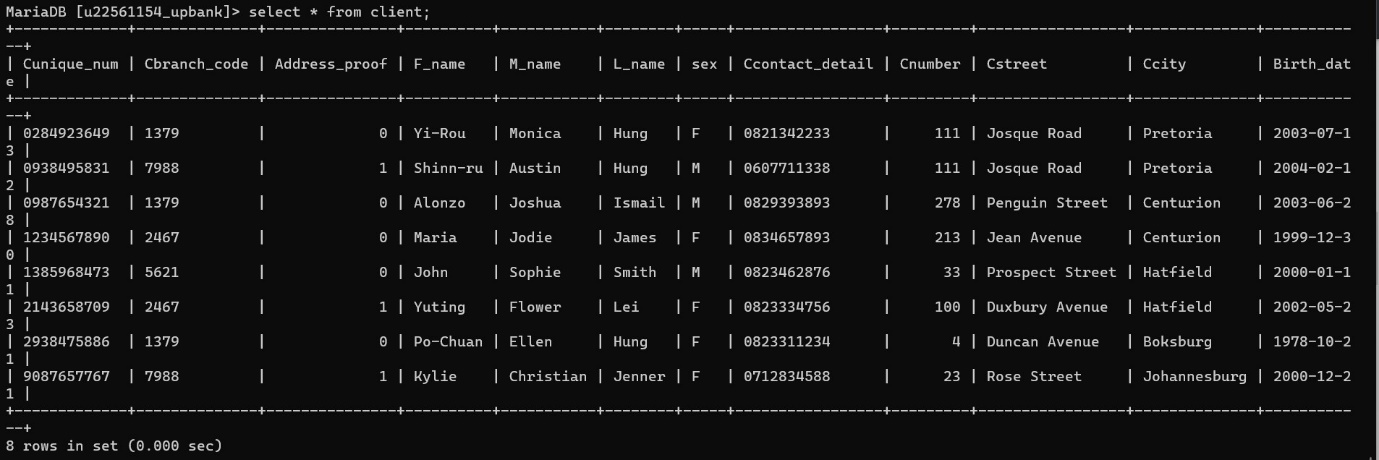 MariaDB [u22561154_upbank]> select * from client;
+-------------+--------------+---------------+----------+-----------+--------+-----+-----------------+---------+-----------------+--------------+----------
--+
| Cunique_num | Cbranch_code | Address_proof | F_name   | M_name    | L_name | sex | Ccontact_detail | Cnumber | Cstreet         | Ccity        | Birth_dat
e |
+-------------+--------------+---------------+----------+-----------+--------+-----+-----------------+---------+-----------------+--------------+----------
--+
| 0284923649  | 1379         |             0 | Yi-Rou   | Monica    | Hung   | F   | 0821342233      |     111 | Josque Road     | Pretoria     | 2003-07-1
3 |
| 0938495831  | 7988         |             1 | Shinn-ru | Austin    | Hung   | M   | 0607711338      |     111 | Josque Road     | Pretoria     | 2004-02-1
2 |
| 0987654321  | 1379         |             0 | Alonzo   | Joshua    | Ismail | M   | 0829393893      |     278 | Penguin Street  | Centurion    | 2003-06-2
8 |
| 1234567890  | 2467         |             0 | Maria    | Jodie     | James  | F   | 0834657893      |     213 | Jean Avenue     | Centurion    | 1999-12-3
0 |
| 1385968473  | 5621         |             0 | John     | Sophie    | Smith  | M   | 0823462876      |      33 | Prospect Street | Hatfield     | 2000-01-1
1 |
| 2143658709  | 2467         |             1 | Yuting   | Flower    | Lei    | F   | 0823334756      |     100 | Duxbury Avenue  | Hatfield     | 2002-05-2
3 |
| 2938475886  | 1379         |             0 | Po-Chuan | Ellen     | Hung   | F   | 0823311234      |       4 | Duncan Avenue   | Boksburg     | 1978-10-2
1 |
| 9087657767  | 7988         |             1 | Kylie    | Christian | Jenner | F   | 0712834588      |      23 | Rose Street     | Johannesburg | 2000-12-2
1 |
+-------------+--------------+---------------+----------+-----------+--------+-----+-----------------+---------+-----------------+--------------+----------
--+
8 rows in set (0.000 sec)